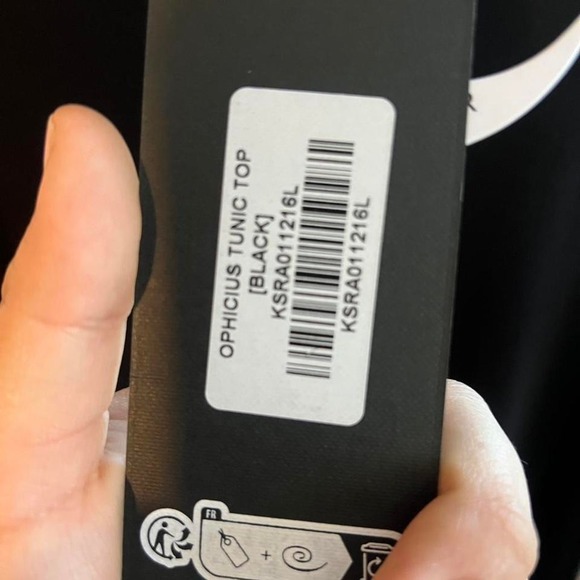 OPHICIUS TUNIC TOP
[BLACK]
KSRA011216L
KSRA011216L
FR